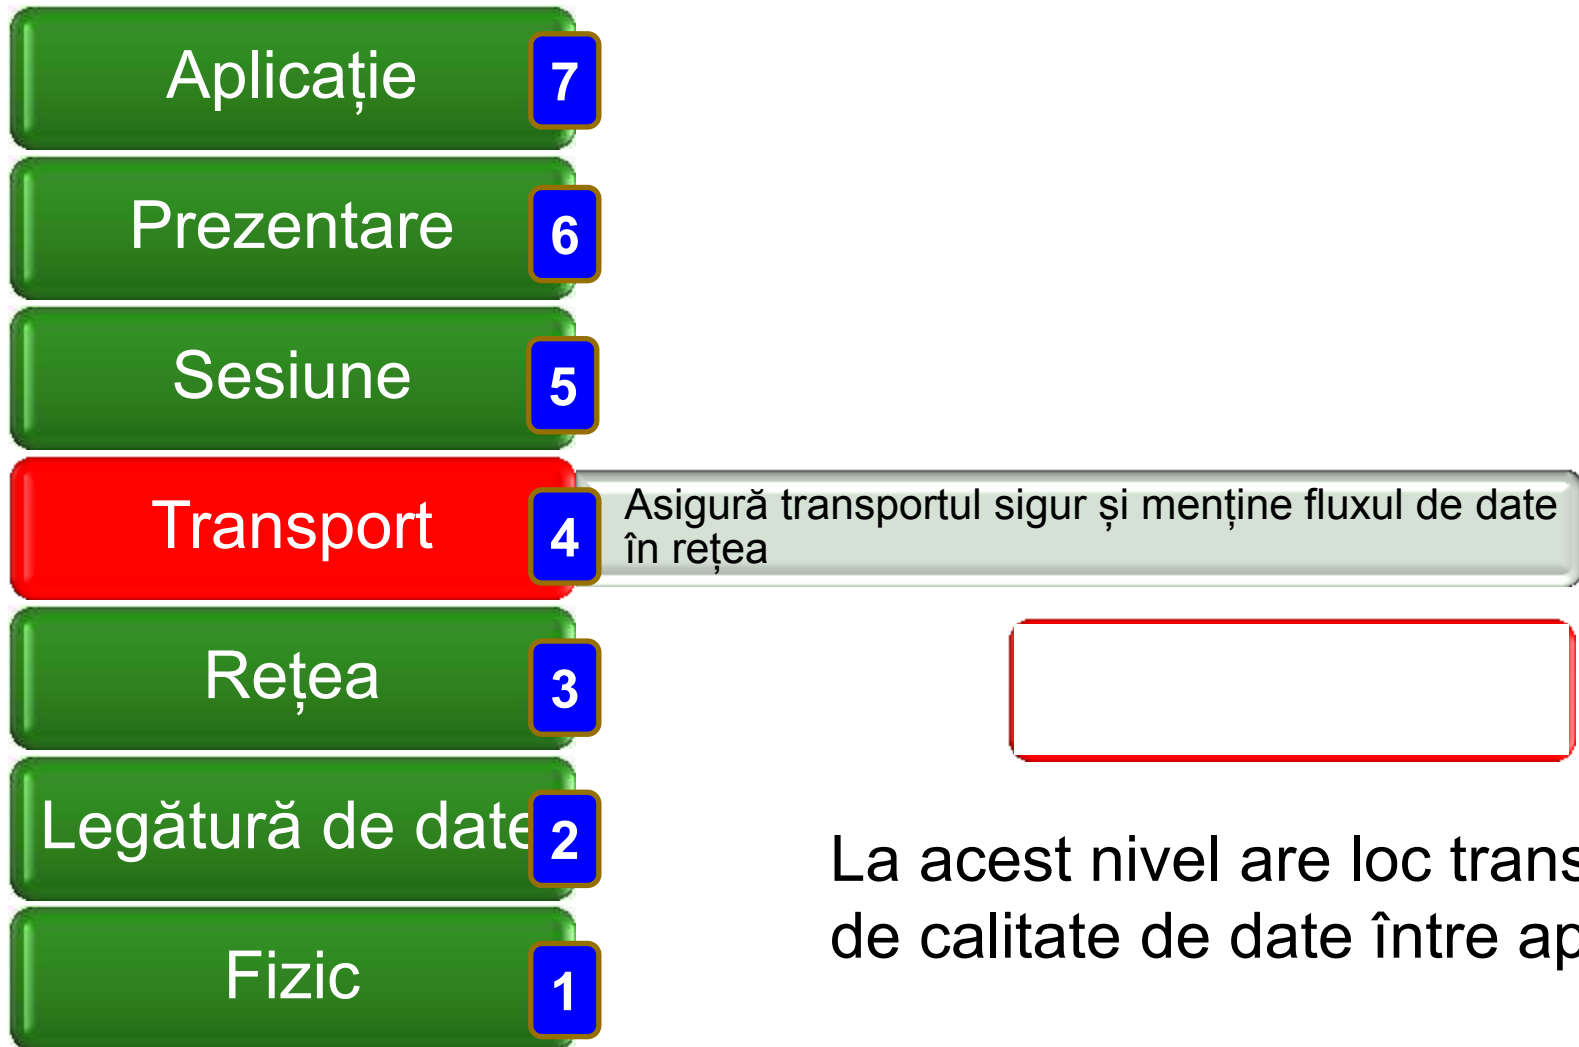 Aplicație
7
Prezentare
6
Sesiune
5
Transport
4
Asigură transportul sigur și menține fluxul de date
în rețea
Rețea
3
Legătură de date
2
La acest nivel are loc
de calitate de date între
Fizic
1